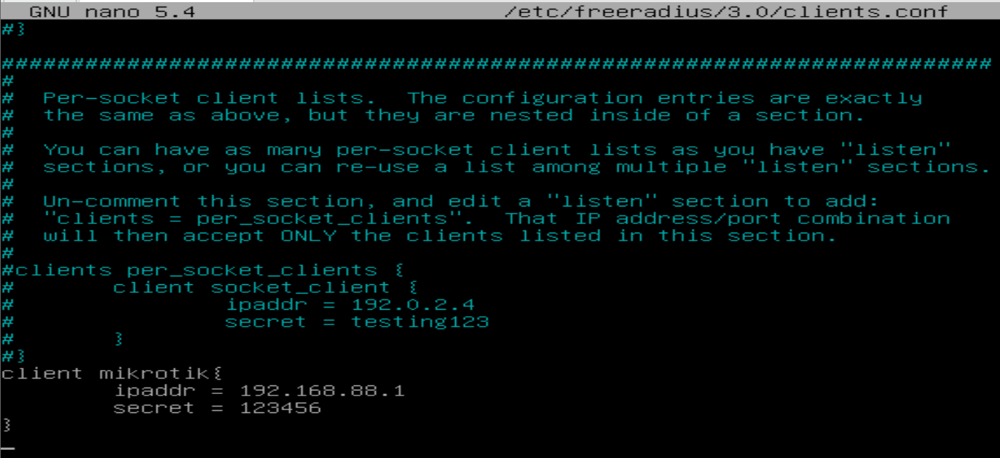 GNU nano 5.4 /etc/freeradius/3.0/clients.conf
#}
################################################################################
#
#  Per-socket client lists.  The configuration entries are exactly
#  the same as above, but they are nested inside of a section.
#
#  You can have as many per-socket client lists as you have "listen"
#  sections, or you can re-use a list among multiple "listen" sections.
#
#  Un-comment this section, and edit a "listen" section to add:
#  "clients = per_socket_clients".  That IP address/port combination
#  will then accept ONLY the clients listed in this section.
#
#clients per_socket_clients {
#       client socket_client {
#               ipaddr = 192.0.2.4
#               secret = testing123
#       }
#}
client mikrotik{
        ipaddr = 192.168.88.1
        secret = 123456
}